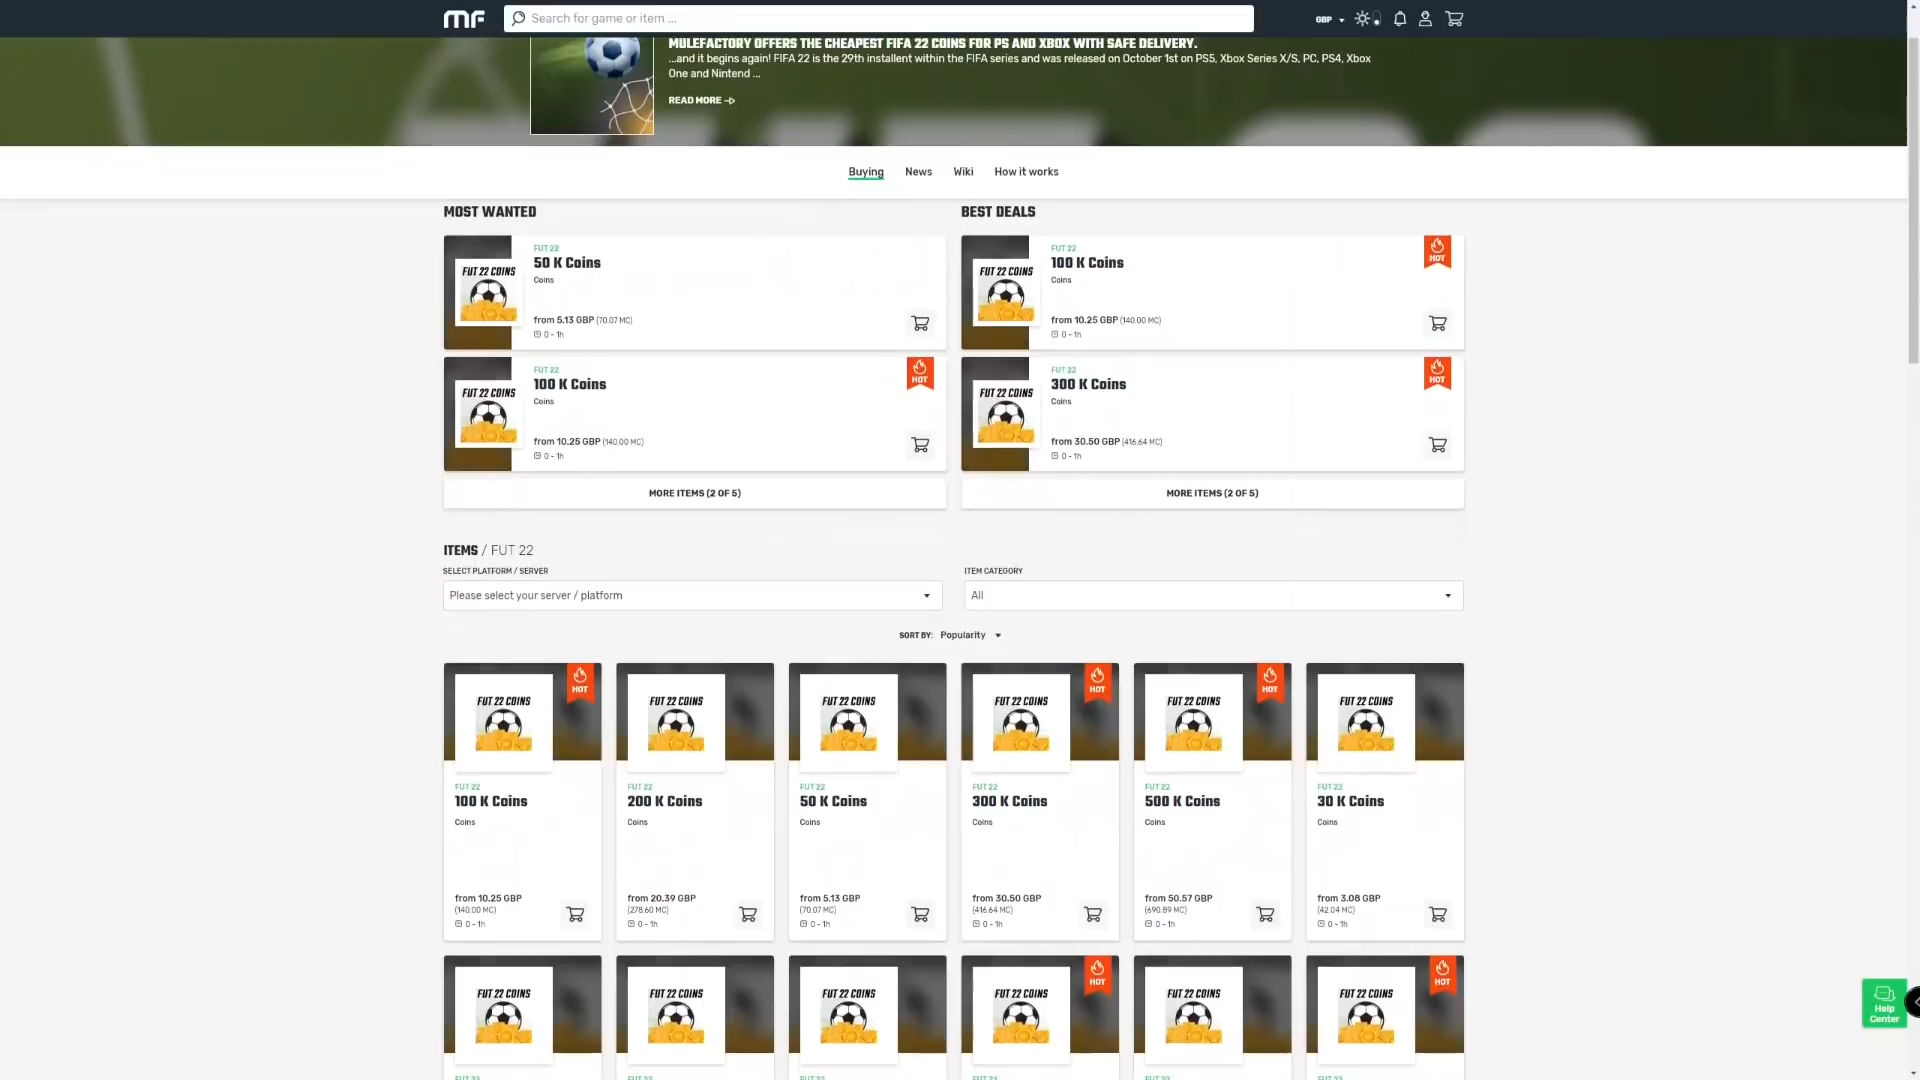 MF
Search for game or item ...
GBP
MULEFACTORY OFFERS THE CHEAPEST FIFA 22 COINS FOR PS AND XBOX WITH SAFE DELIVERY.
...and it begins again! FIFA 22 is the 29th installent within the FIFA series and was released on October 1st on PS5, Xbox Series X/S, PC, PS4, Xbox
One and Nintend ...
READ MORE
Buying News Wiki How it works
MOST WANTED
FUT 22 COINS
FUT 22
50 K Coins
Coins
from 5.13 GBP (70.07 MC)
0 - 1h
FUT 22 COINS
FUT 22
100 K Coins
Coins
HOT
from 10.25 GBP (140.00 MC)
0 - 1h
MORE ITEMS (2 OF 5)
BEST DEALS
FUT 22 COINS
FUT 22
100 K Coins
Coins
HOT
from 10.25 GBP (140.00 MC)
0 - 1h
FUT 22 COINS
FUT 22
300 K Coins
Coins
HOT
from 30.50 GBP (416.64 MC)
0 - 1h
MORE ITEMS (2 OF 5)
ITEMS / FUT 22
SELECT PLATFORM / SERVER
Please select your server / platform
ITEM CATEGORY
All
SORT BY: Popularity
HOT
FUT 22 COINS
FUT 22
100 K Coins
Coins
from 10.25 GBP
(140.00 MC)
0 - 1h
FUT 22 COINS
FUT 22
200 K Coins
Coins
from 20.39 GBP
(278.60 MC)
0 - 1h
FUT 22 COINS
FUT 22
50 K Coins
Coins
from 5.13 GBP
(70.07 MC)
0 - 1h
HOT
FUT 22 COINS
FUT 22
300 K Coins
Coins
from 30.50 GBP
(416.64 MC)
0 - 1h
HOT
FUT 22 COINS
FUT 22
500 K Coins
Coins
from 50.57 GBP
(690.89 MC)
0 - 1h
FUT 22 COINS
FUT 22
30 K Coins
Coins
from 3.08 GBP
(42.04 MC)
0 - 1h
FUT 22 COINS
FUT 22
FUT 22 COINS
FUT 22
FUT 22 COINS
FUT 22
HOT
FUT 22 COINS
FUT 22
FUT 22 COINS
FUT 22
HOT
FUT 22 COINS
FUT 22
Help
Center